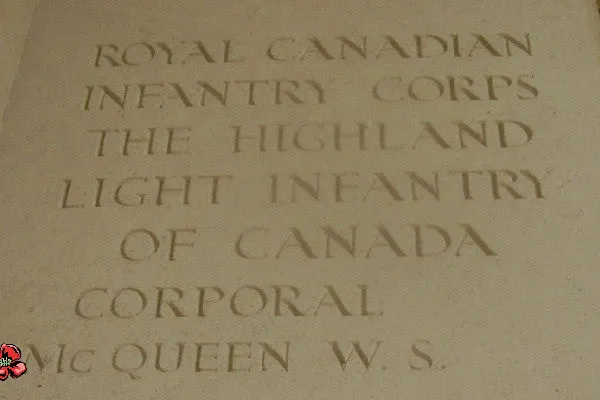 ROYAL CANADIAN
INFANTRY CORPS
THE HIGHLAND
LIGHT INFANTRY
OF CANADA
CORPORAL
McQUEEN W. S.